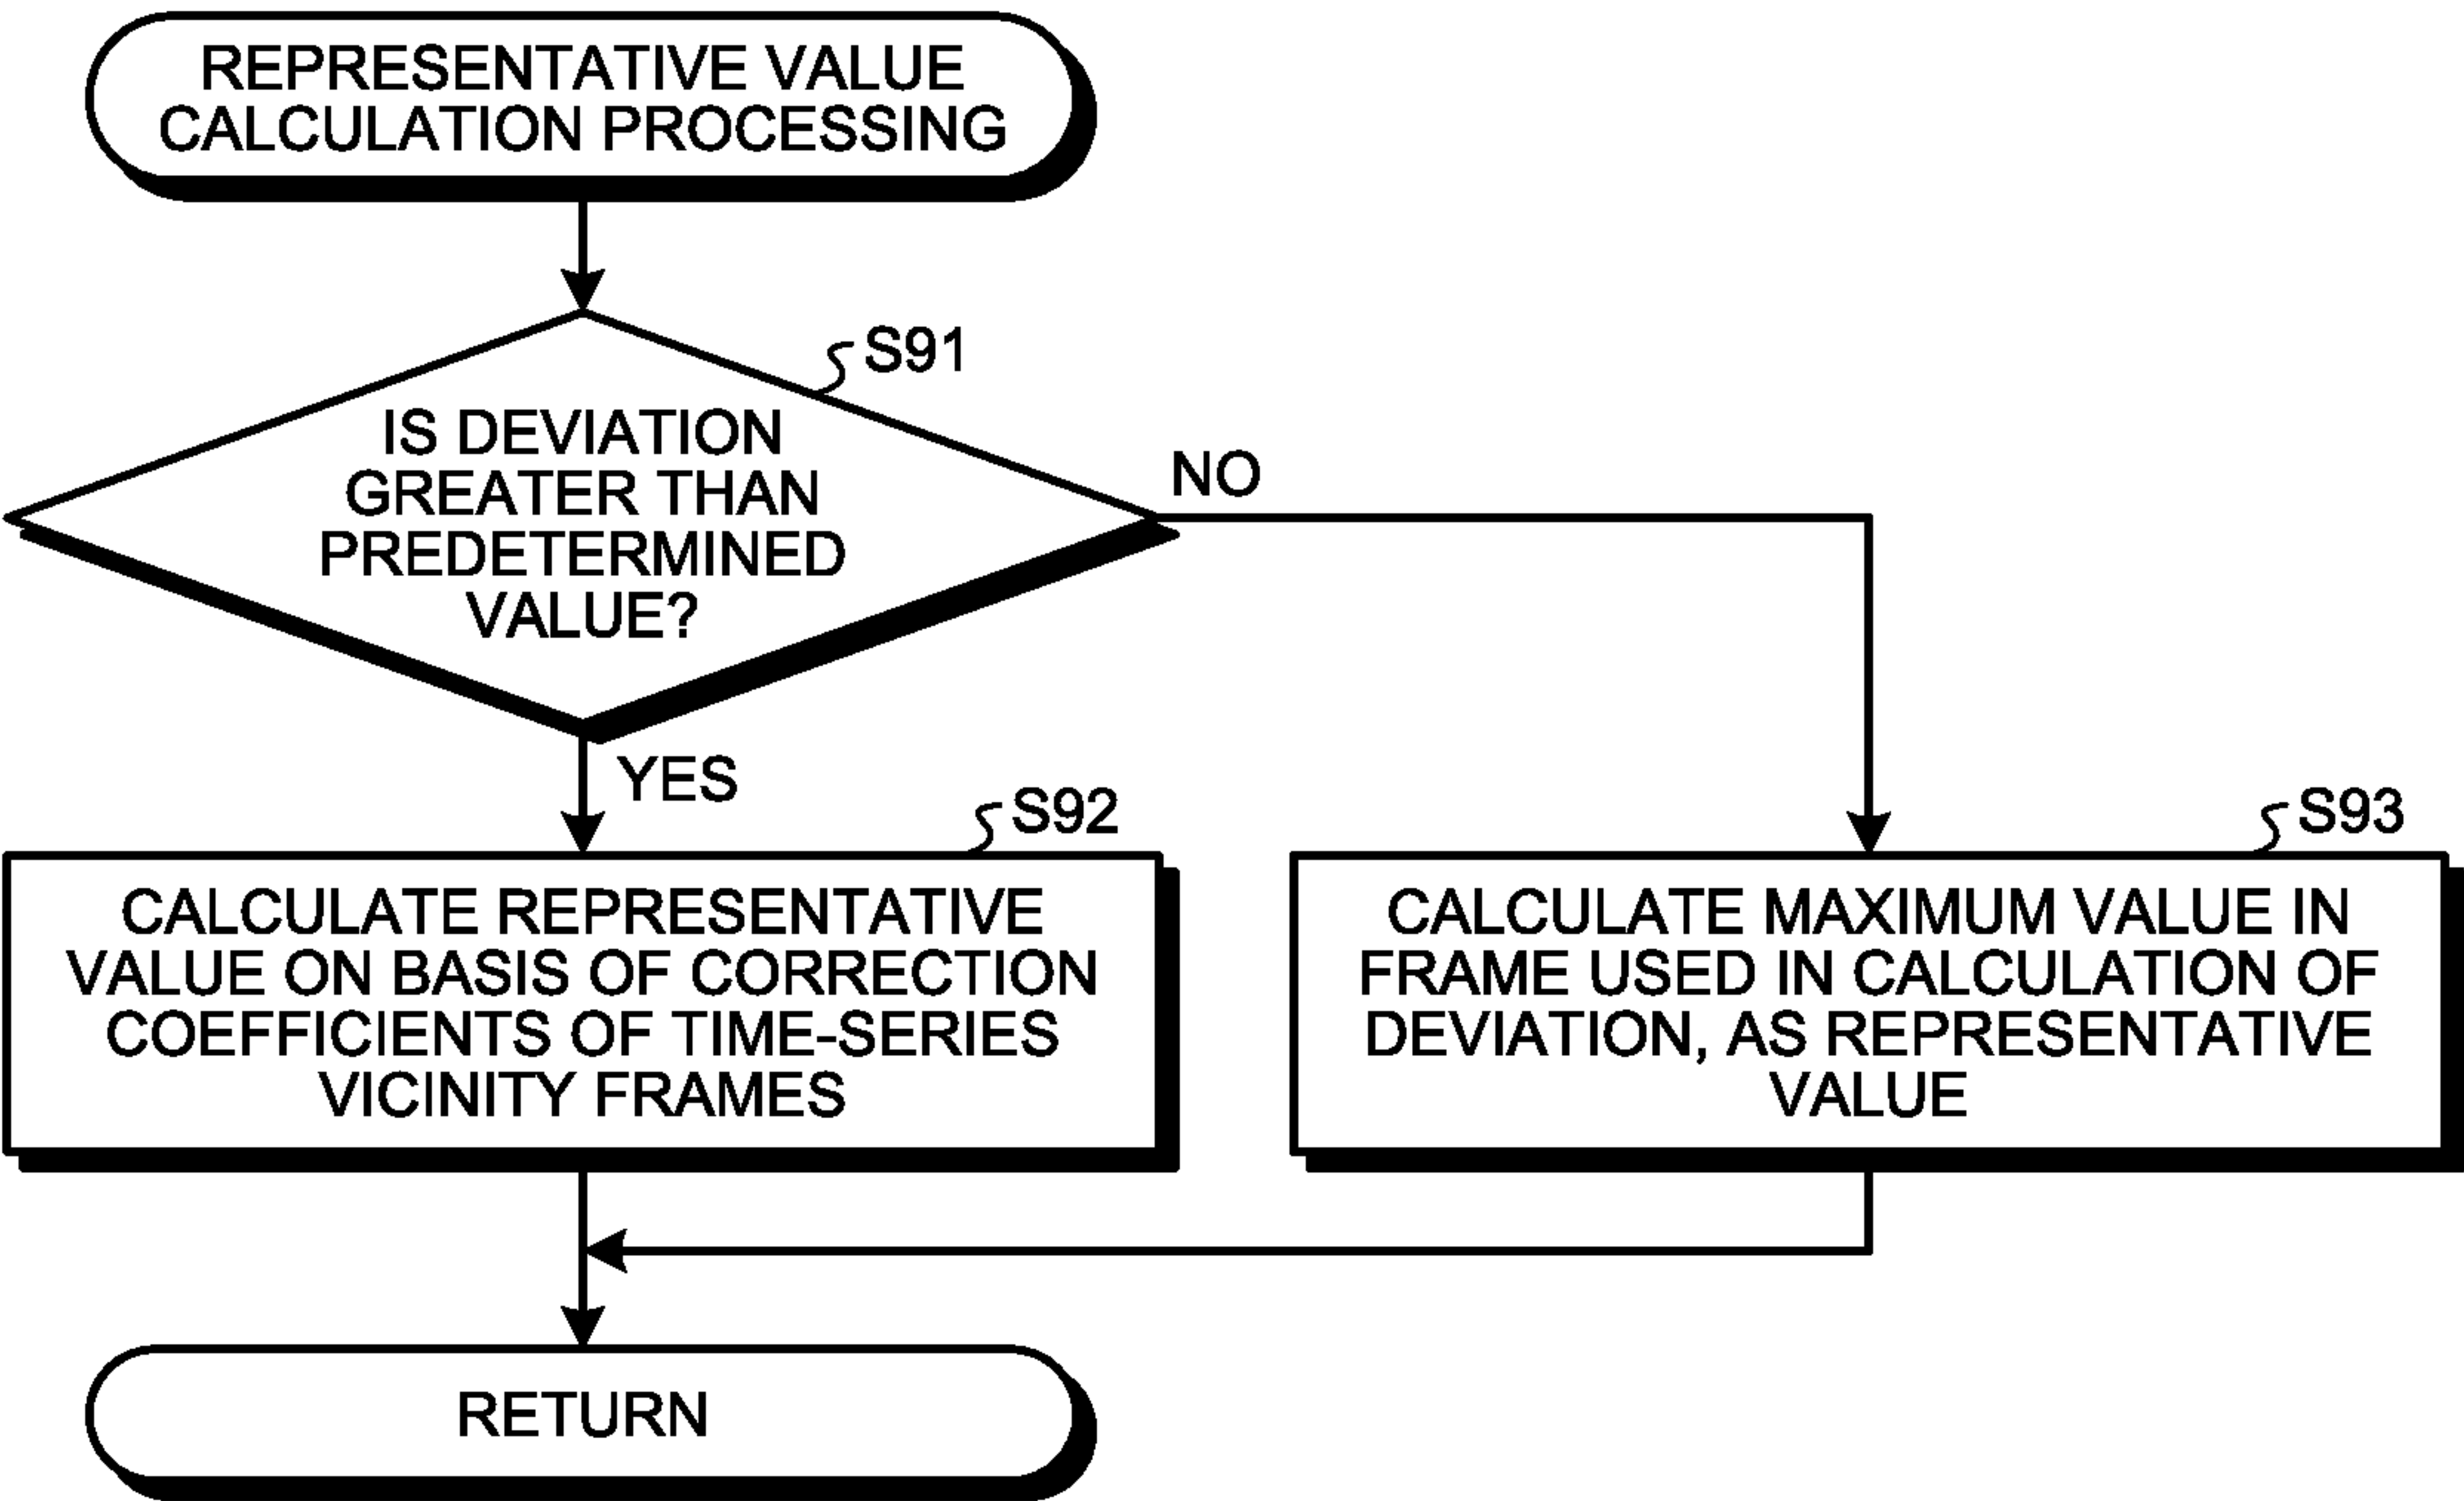 REPRESENTATIVE VALUE
CALCULATION PROCESSING
S91
IS DEVIATION
GREATER THAN
PREDETERMINED
VALUE?
NO
YES
S92
CALCULATE REPRESENTATIVE
VALUE ON BASIS OF CORRECTION
COEFFICIENTS OF TIME-SERIES
VICINITY FRAMES
S93
CALCULATE MAXIMUM VALUE IN
FRAME USED IN CALCULATION OF
DEVIATION, AS REPRESENTATIVE
VALUE
RETURN